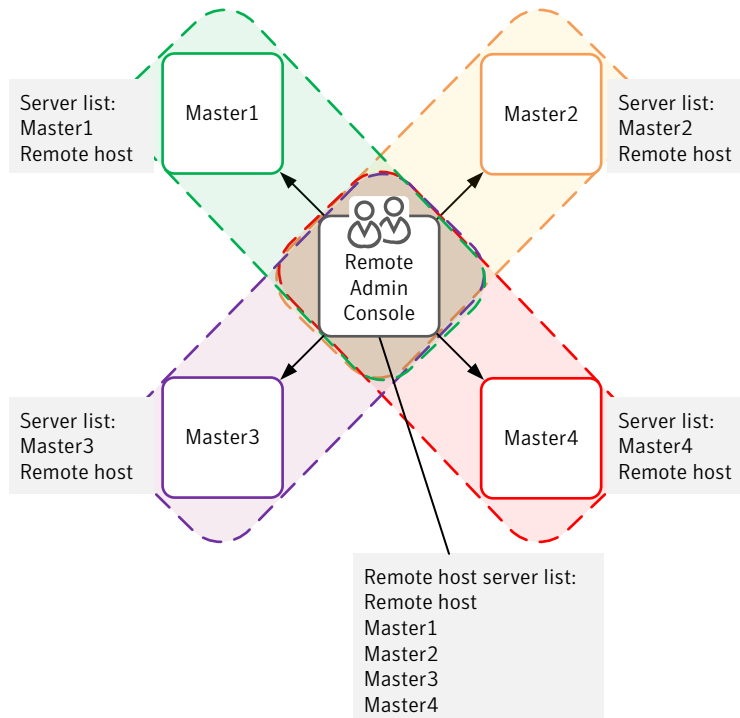 Server list:
Master1
Remote host
Master1
Master2
Server list:
Master2
Remote host
Remote
Admin
Console
Server list:
Master3
Remote host
Master3
Master4
Server list:
Master4
Remote host
Remote host server list:
Remote host
Master1
Master2
Master3
Master4